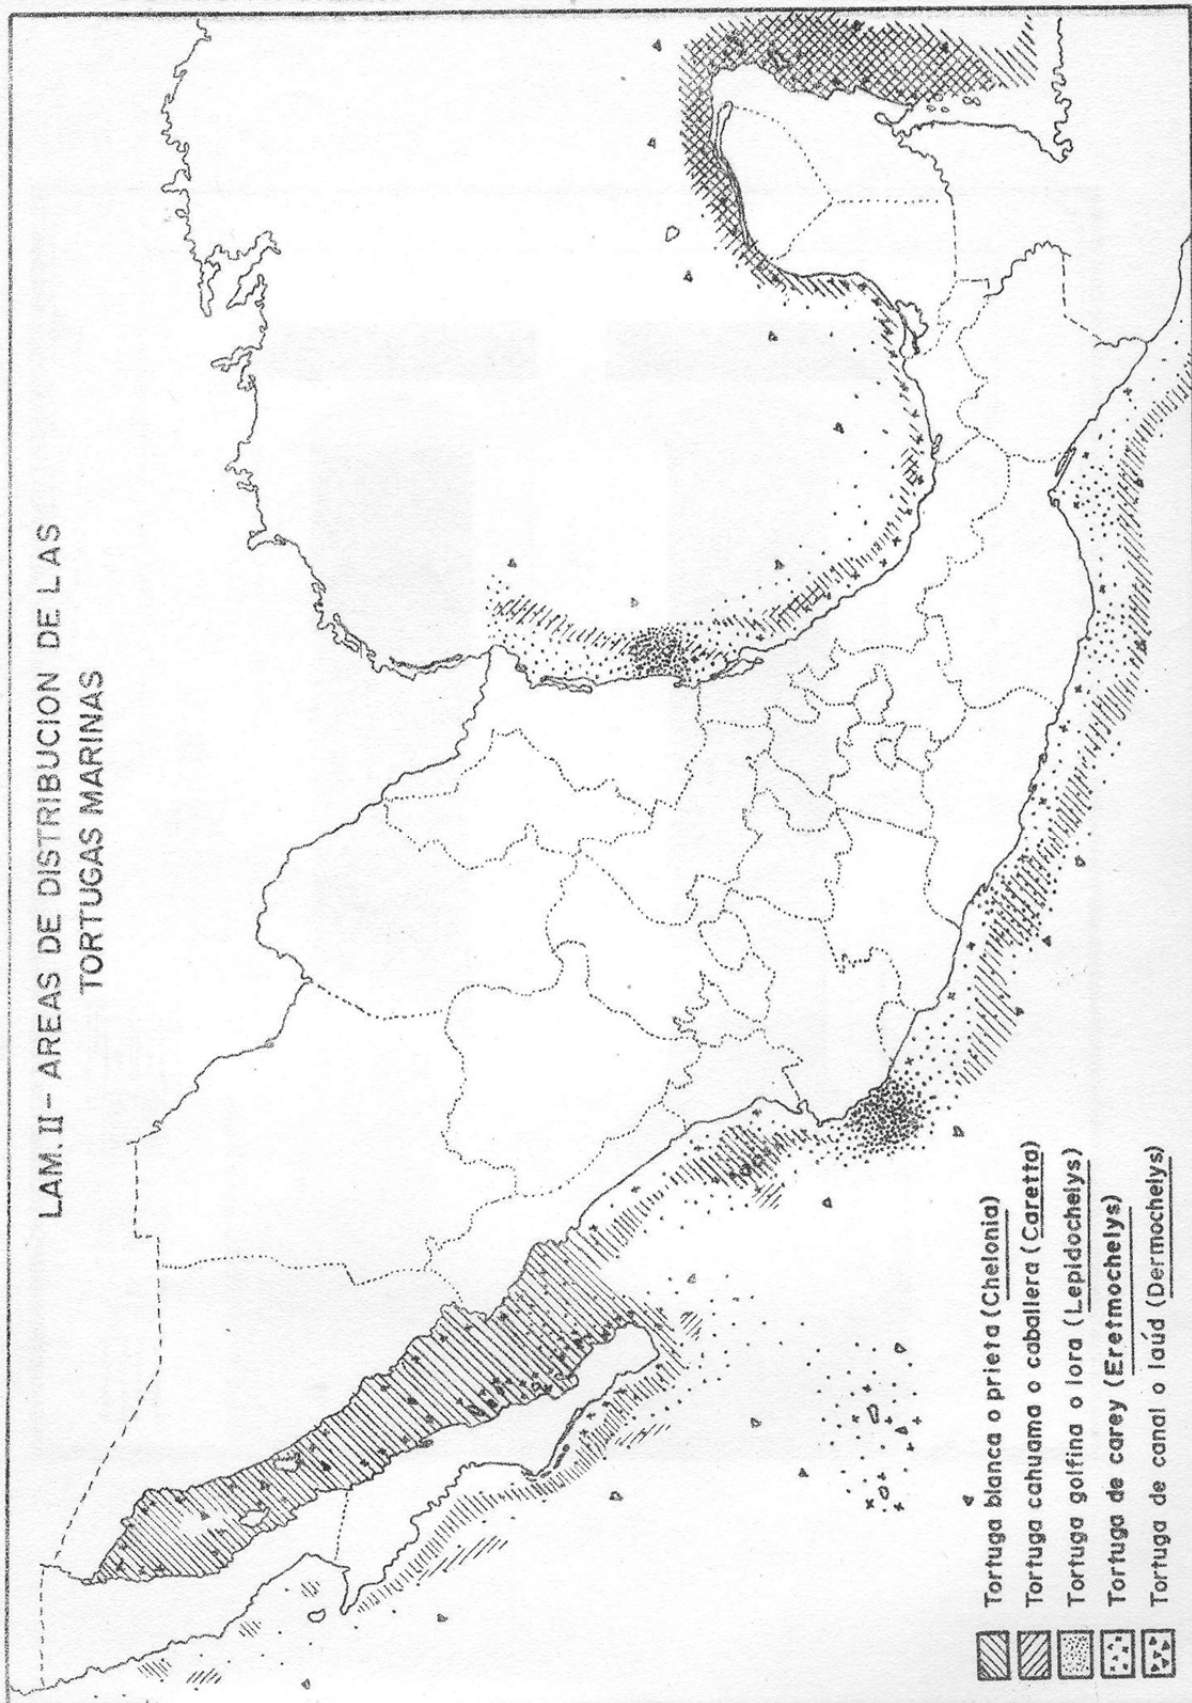 LAM. II - AREAS DE DISTRIBUCION DE LAS
TORTUGAS MARINAS
Tortuga blanca o prieta (Chelonia)
Tortuga cahuama o caballera (Caretta)
Tortuga golfina o lora (Lepidochelys)
Tortuga de carey (Eretmochelys)
Tortuga de canal o laúd (Dermochelys)